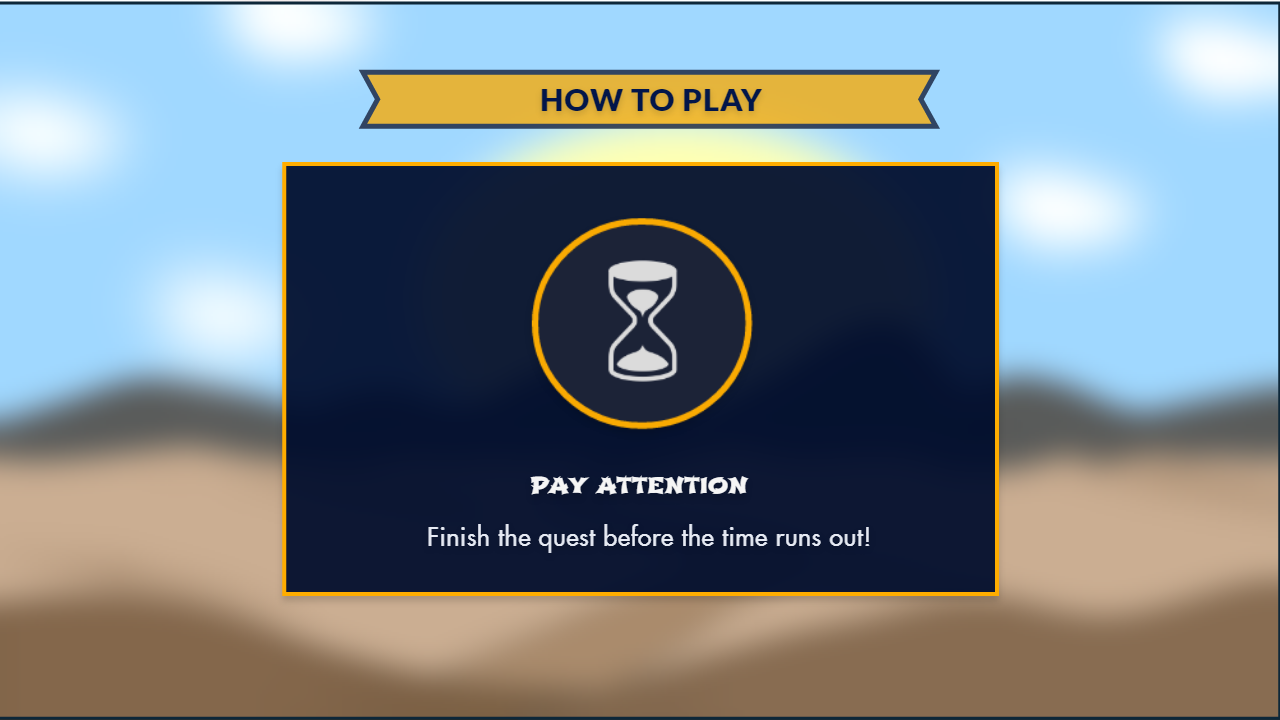 HOW TO PLAY
PAY ATTENTION
Finish the quest before the time runs out!